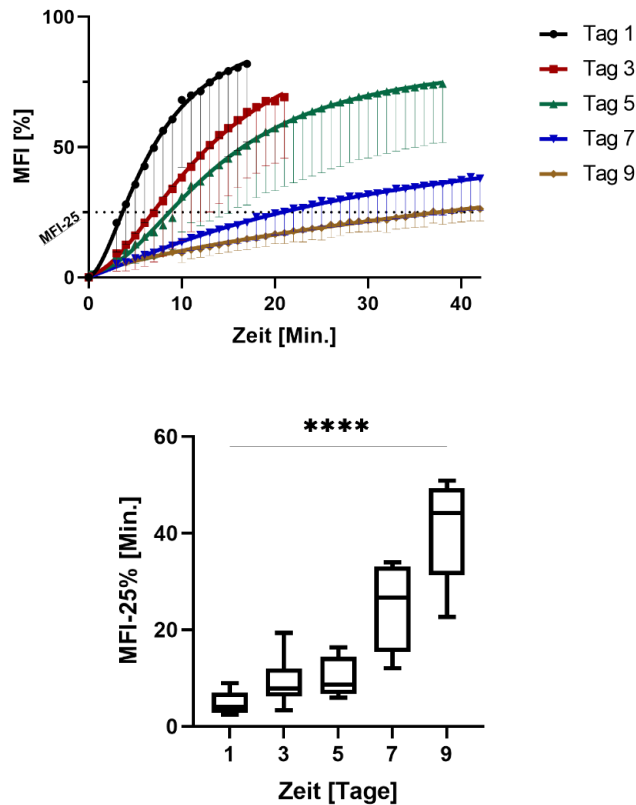 100
50
0
MFI [%]
MFI-25
0
10
20
30
40
Zeit [Min.]
Tag 1
Tag 3
Tag 5
Tag 7
Tag 9
****
60
40
20
0
MFI-25% [Min.]
1
3
5
7
9
Zeit [Tage]